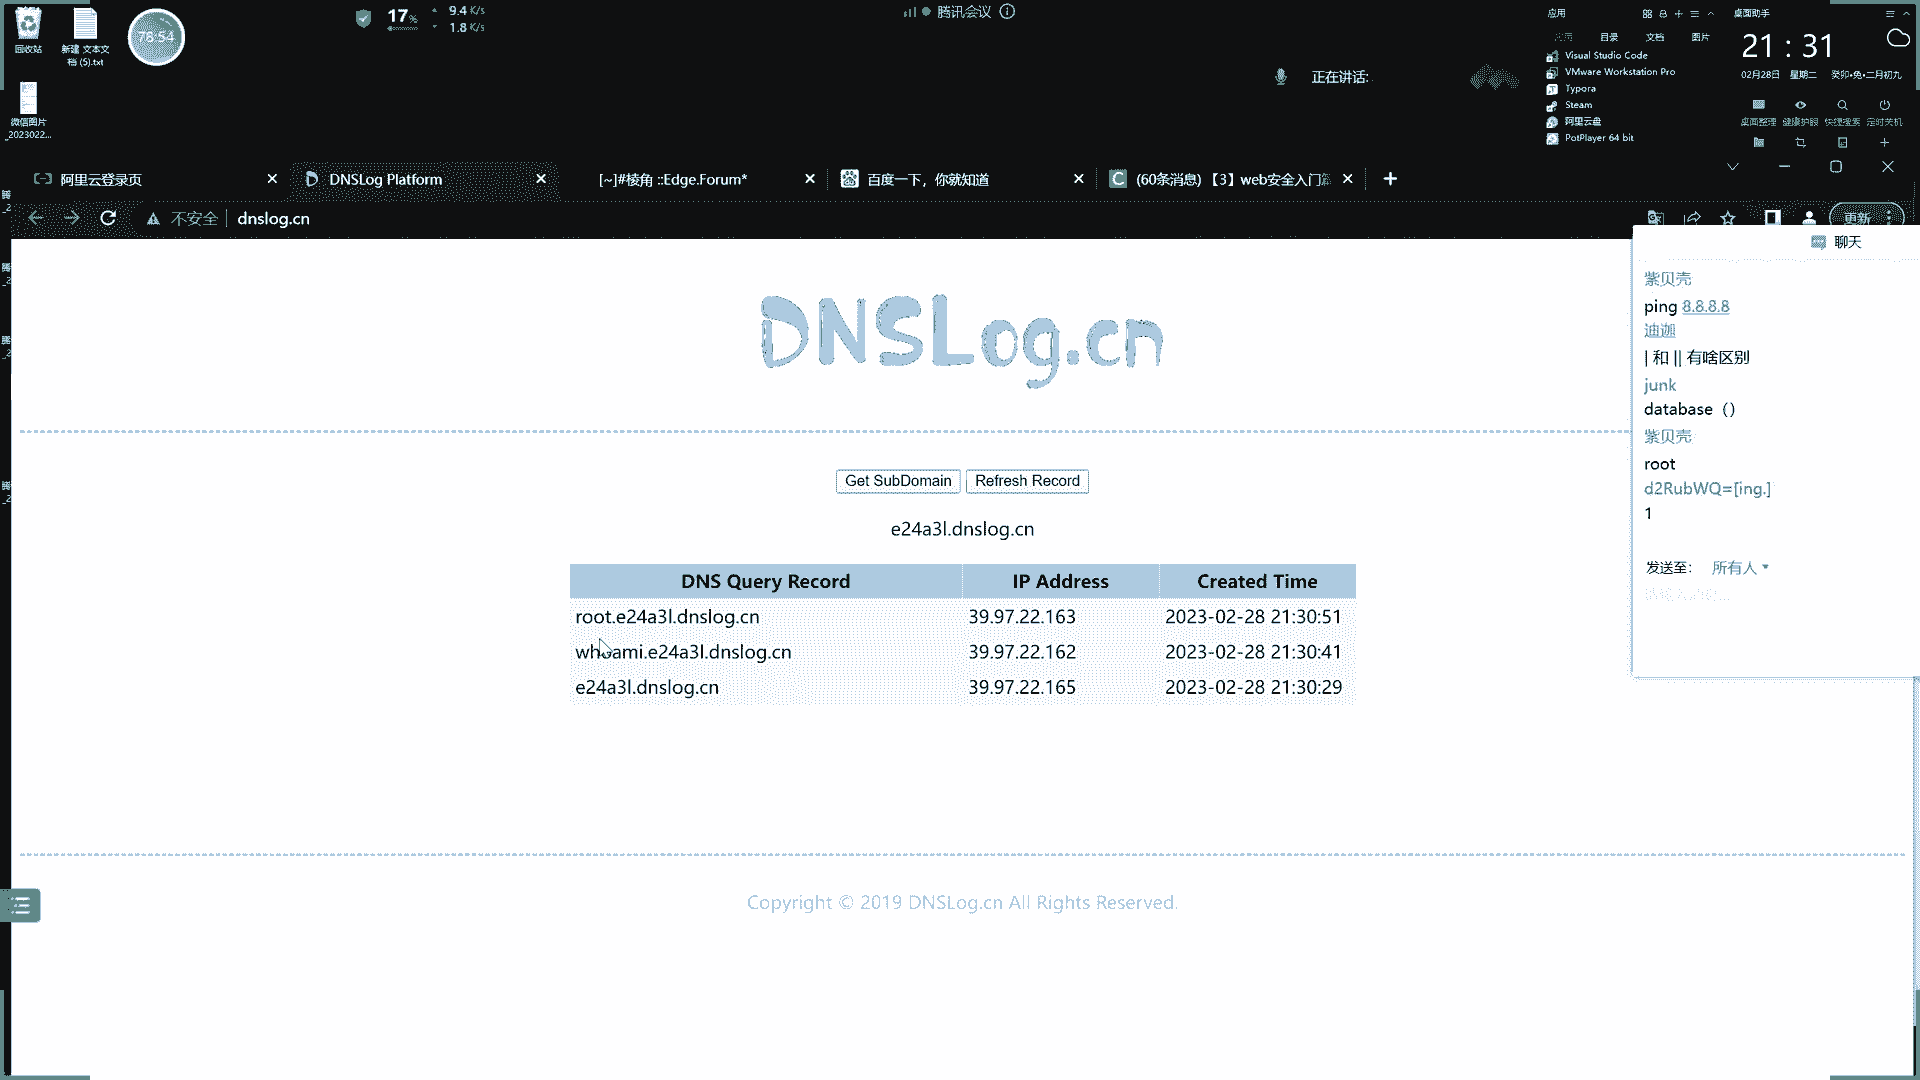 回收站
新建 文本文
档 (5).txt
78:54
17%
9.4 K/s
1.8 K/s
腾讯会议
正在讲话:
应用
目录
文档
图片
Visual Studio Code
VMware Workstation Pro
Typora
Steam
阿里云盘
PotPlayer 64 bit
桌面助手
21 : 31
02月28日 星期二 癸卯•兔•二月初九
桌面整理 健康护眼 快捷搜索 定时关机
微信图片
_2023022...
阿里云登录页
DNSLog Platform
[~]#棱角 ::Edge.Forum*
百度一下，你就知道
(60条消息) 【3】web安全入门篇
不安全
dnslog.cn
更新
DNSLog.cn
Get SubDomain
Refresh Record
e24a3l.dnslog.cn
DNS Query Record IP Address Created Time
root.e24a3l.dnslog.cn 39.97.22.163 2023-02-28 21:30:51
whoami.e24a3l.dnslog.cn 39.97.22.162 2023-02-28 21:30:41
e24a3l.dnslog.cn 39.97.22.165 2023-02-28 21:30:29
Copyright © 2019 DNSLog.cn All Rights Reserved.
聊天
紫贝壳
ping 8.8.8.8
迪迦
| 和 || 有啥区别
junk
database（）
紫贝壳
root
d2RubWQ=[ing.]
1
发送至: 所有人